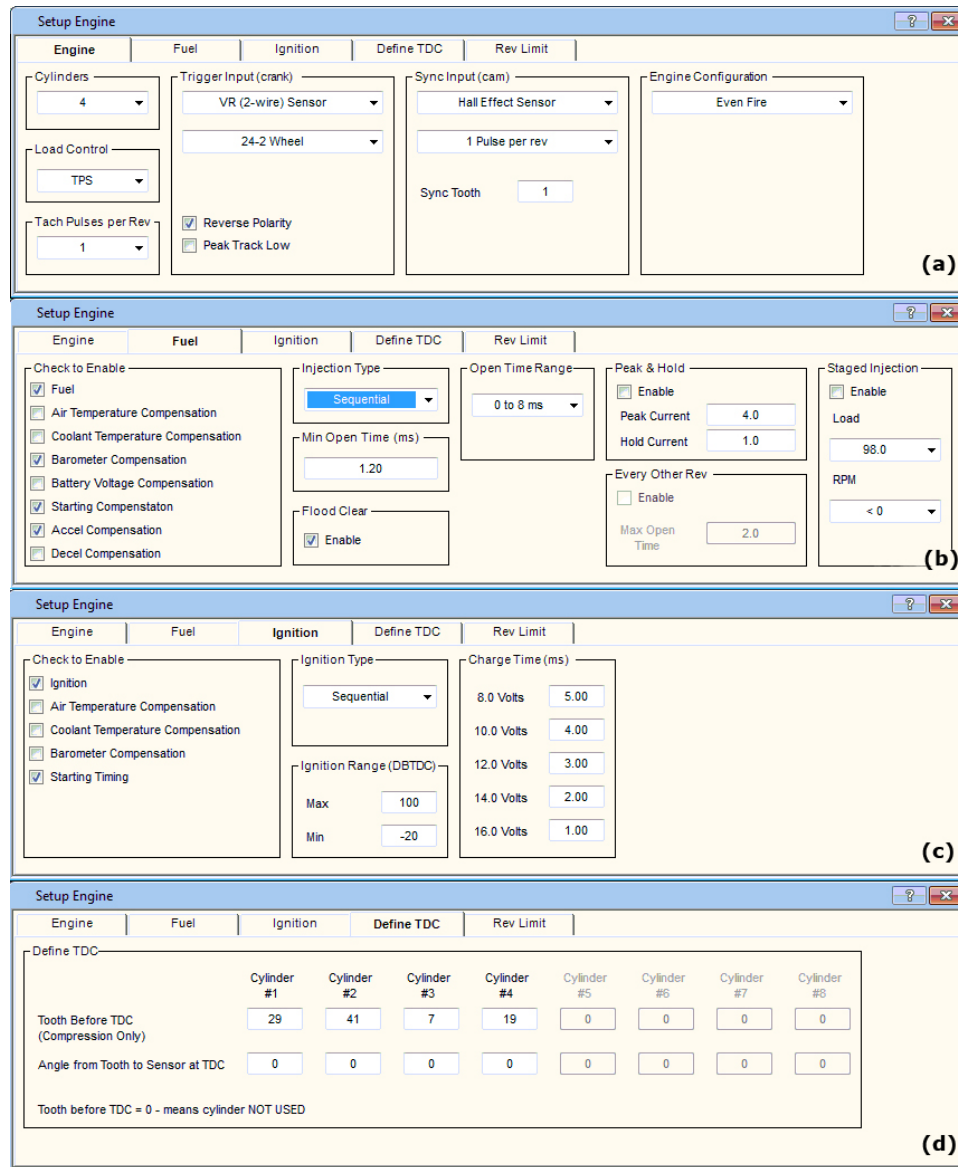 Setup Engine
Engine Fuel Ignition Define TDC Rev Limit
Cylinders
4
Load Control
TPS
Tach Pulses per Rev
1
Trigger Input (crank)
VR (2-wire) Sensor
24-2 Wheel
Reverse Polarity
Peak Track Low
Sync Input (cam)
Hall Effect Sensor
1 Pulse per rev
Sync Tooth 1
Engine Configuration
Even Fire
(a)
Setup Engine
Engine Fuel Ignition Define TDC Rev Limit
Check to Enable
Fuel
Air Temperature Compensation
Coolant Temperature Compensation
Barometer Compensation
Battery Voltage Compensation
Starting Compenstaton
Accel Compensation
Decel Compensation
Injection Type
Sequential
Min Open Time (ms)
1.20
Flood Clear
Enable
Open Time Range
0 to 8 ms
Peak & Hold
Enable
Peak Current 4.0
Hold Current 1.0
Every Other Rev
Enable
Max Open
Time
2.0
Staged Injection
Enable
Load
98.0
RPM
< 0
(b)
Setup Engine
Engine Fuel Ignition Define TDC Rev Limit
Check to Enable
Ignition
Air Temperature Compensation
Coolant Temperature Compensation
Barometer Compensation
Starting Timing
Ignition Type
Sequential
Ignition Range (DBTDC)
Max 100
Min -20
Charge Time (ms)
8.0 Volts 5.00
10.0 Volts 4.00
12.0 Volts 3.00
14.0 Volts 2.00
16.0 Volts 1.00
(c)
Setup Engine
Engine Fuel Ignition Define TDC Rev Limit
Define TDC
Cylinder Cylinder Cylinder Cylinder Cylinder Cylinder Cylinder Cylinder
#1 #2 #3 #4 #5 #6 #7 #8
Tooth Before TDC 29 41 7 19 0 0 0 0
(Compression Only)
Angle from Tooth to Sensor at TDC 0 0 0 0 0 0 0 0
Tooth before TDC = 0 - means cylinder NOT USED
(d)